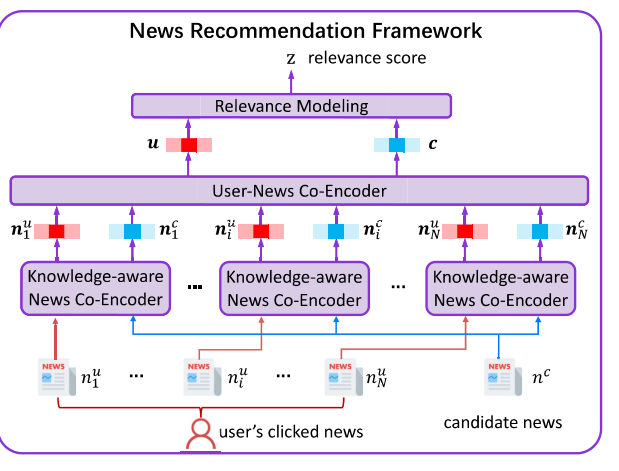 News Recommendation Framework
z relevance score
Relevance Modeling
u c
User-News Co-Encoder
n₁ᵘ n₁ᶜ nᵢᵘ nᵢᶜ n_Nᵘ n_Nᶜ
Knowledge-aware
News Co-Encoder
...
Knowledge-aware
News Co-Encoder
...
Knowledge-aware
News Co-Encoder
NEWS n₁ᵘ ... NEWS nᵢᵘ ... NEWS n_Nᵘ NEWS nᶜ
user's clicked news
candidate news